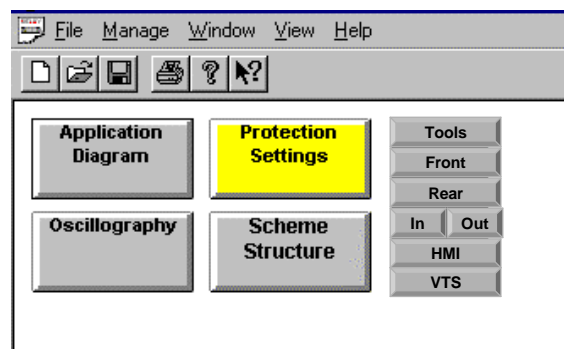 File Manage Window View Help
Application
Diagram
Protection
Settings
Oscillography
Scheme
Structure
Tools
Front
Rear
In Out
HMI
VTS